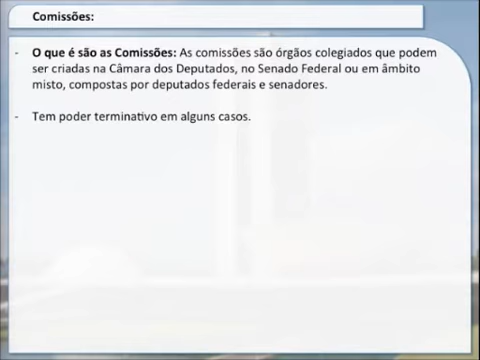 Comissões:
- O que é são as Comissões: As comissões são órgãos colegiados que podem
ser criadas na Câmara dos Deputados, no Senado Federal ou em âmbito
misto, compostas por deputados federais e senadores.
- Tem poder terminativo em alguns casos.